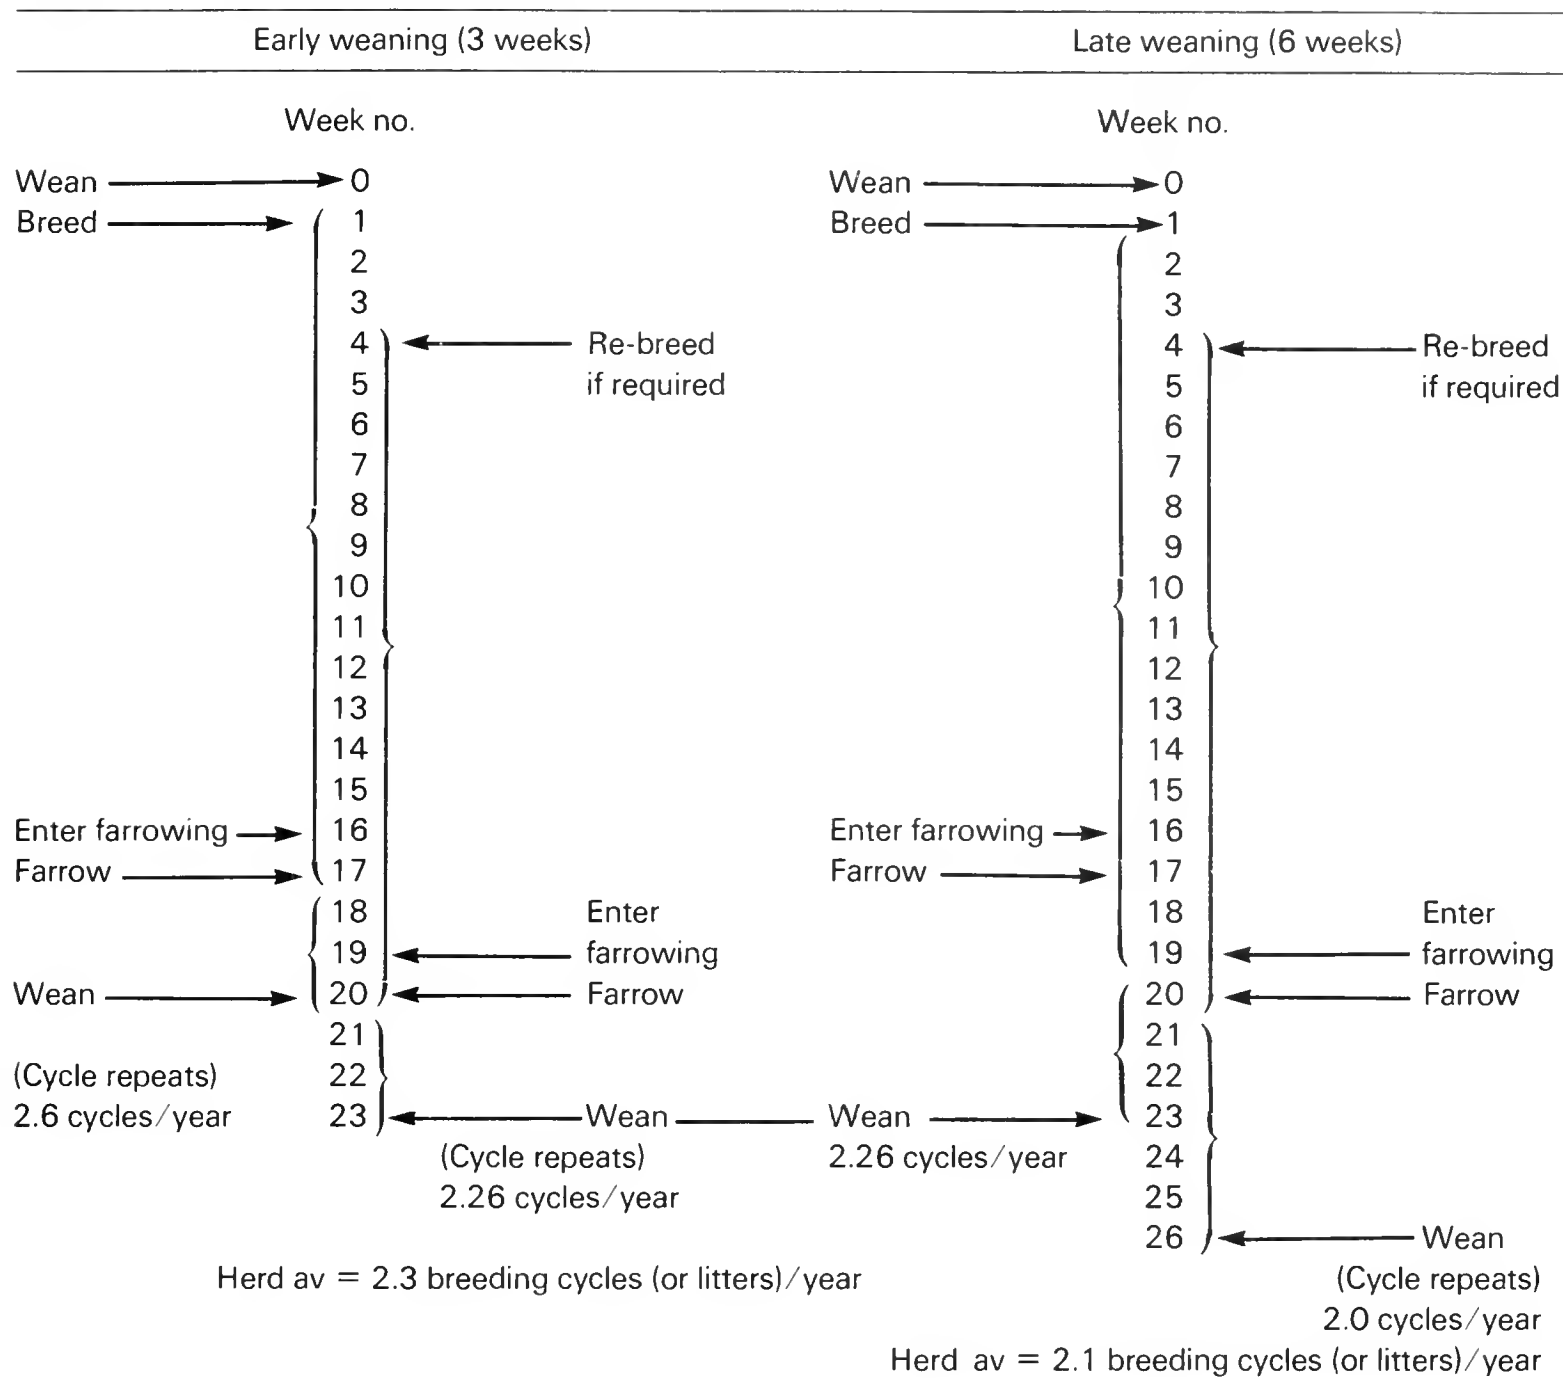 Early weaning (3 weeks) Late weaning (6 weeks)
Week no. Week no.
Wean 0 Wean 0
Breed 1 Breed 1
2 2
3 3
4 Re-breed 4 Re-breed
5 if required 5 if required
6 6
7 7
8 8
9 9
10 10
11 11
12 12
13 13
14 14
15 15
Enter farrowing 16 Enter farrowing 16
Farrow 17 Farrow 17
18 Enter 18 Enter
19 farrowing 19 farrowing
Wean 20 Farrow 20 Farrow
21 21
(Cycle repeats) 22 22
2.6 cycles/year 23 Wean Wean 23
(Cycle repeats) 2.26 cycles/year 24
2.26 cycles/year 25
26 Wean
Herd av = 2.3 breeding cycles (or litters)/year (Cycle repeats)
2.0 cycles/year
Herd av = 2.1 breeding cycles (or litters)/year